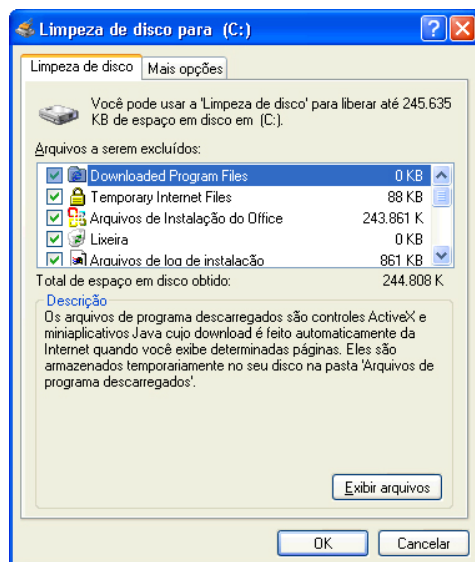 Limpeza de disco para (C:)
Limpeza de disco
Mais opções
Você pode usar a 'Limpeza de disco' para liberar até 245.635
KB de espaço em disco em (C:).
Arquivos a serem excluídos:
Downloaded Program Files 0 KB
Temporary Internet Files 88 KB
Arquivos de Instalação do Office 243.861 K
Lixeira 0 KB
Arquivos de log de instalação 861 KB
Total de espaço em disco obtido: 244.808 K
Descrição
Os arquivos de programa descarregados são controles ActiveX e
miniaplicativos Java cujo download é feito automaticamente da
Internet quando você exibe determinadas páginas. Eles são
armazenados temporariamente no seu disco na pasta 'Arquivos de
programa descarregados'.
Exibir arquivos
OK
Cancelar